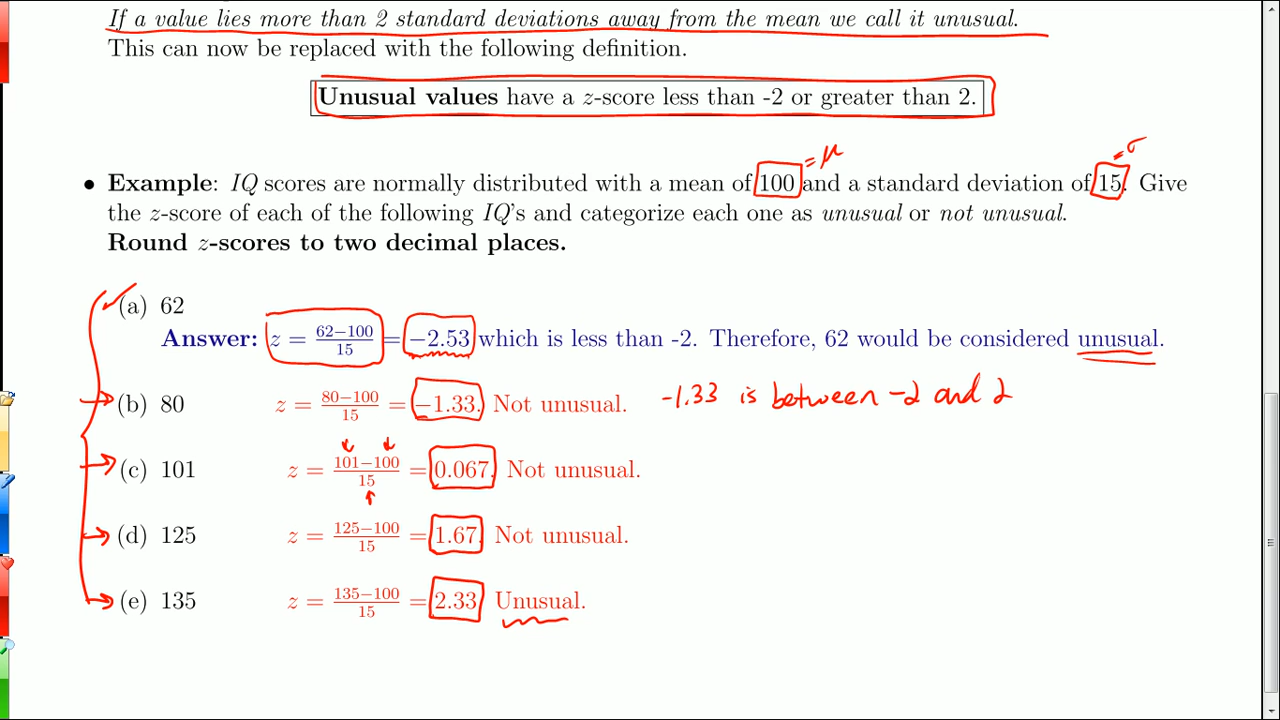 If a value lies more than 2 standard deviations away from the mean we call it unusual.
This can now be replaced with the following definition.
Unusual values have a z-score less than -2 or greater than 2.
= μ
= σ
• Example: IQ scores are normally distributed with a mean of 100 and a standard deviation of 15. Give
the z-score of each of the following IQ's and categorize each one as unusual or not unusual.
Round z-scores to two decimal places.
(a) 62
Answer: z = 62−100/15 = −2.53 which is less than -2. Therefore, 62 would be considered unusual.
(b) 80 z = 80−100/15 = −1.33. Not unusual. -1.33 is between -2 and 2
(c) 101 z = 101−100/15 = 0.067. Not unusual.
(d) 125 z = 125−100/15 = 1.67. Not unusual.
(e) 135 z = 135−100/15 = 2.33. Unusual.